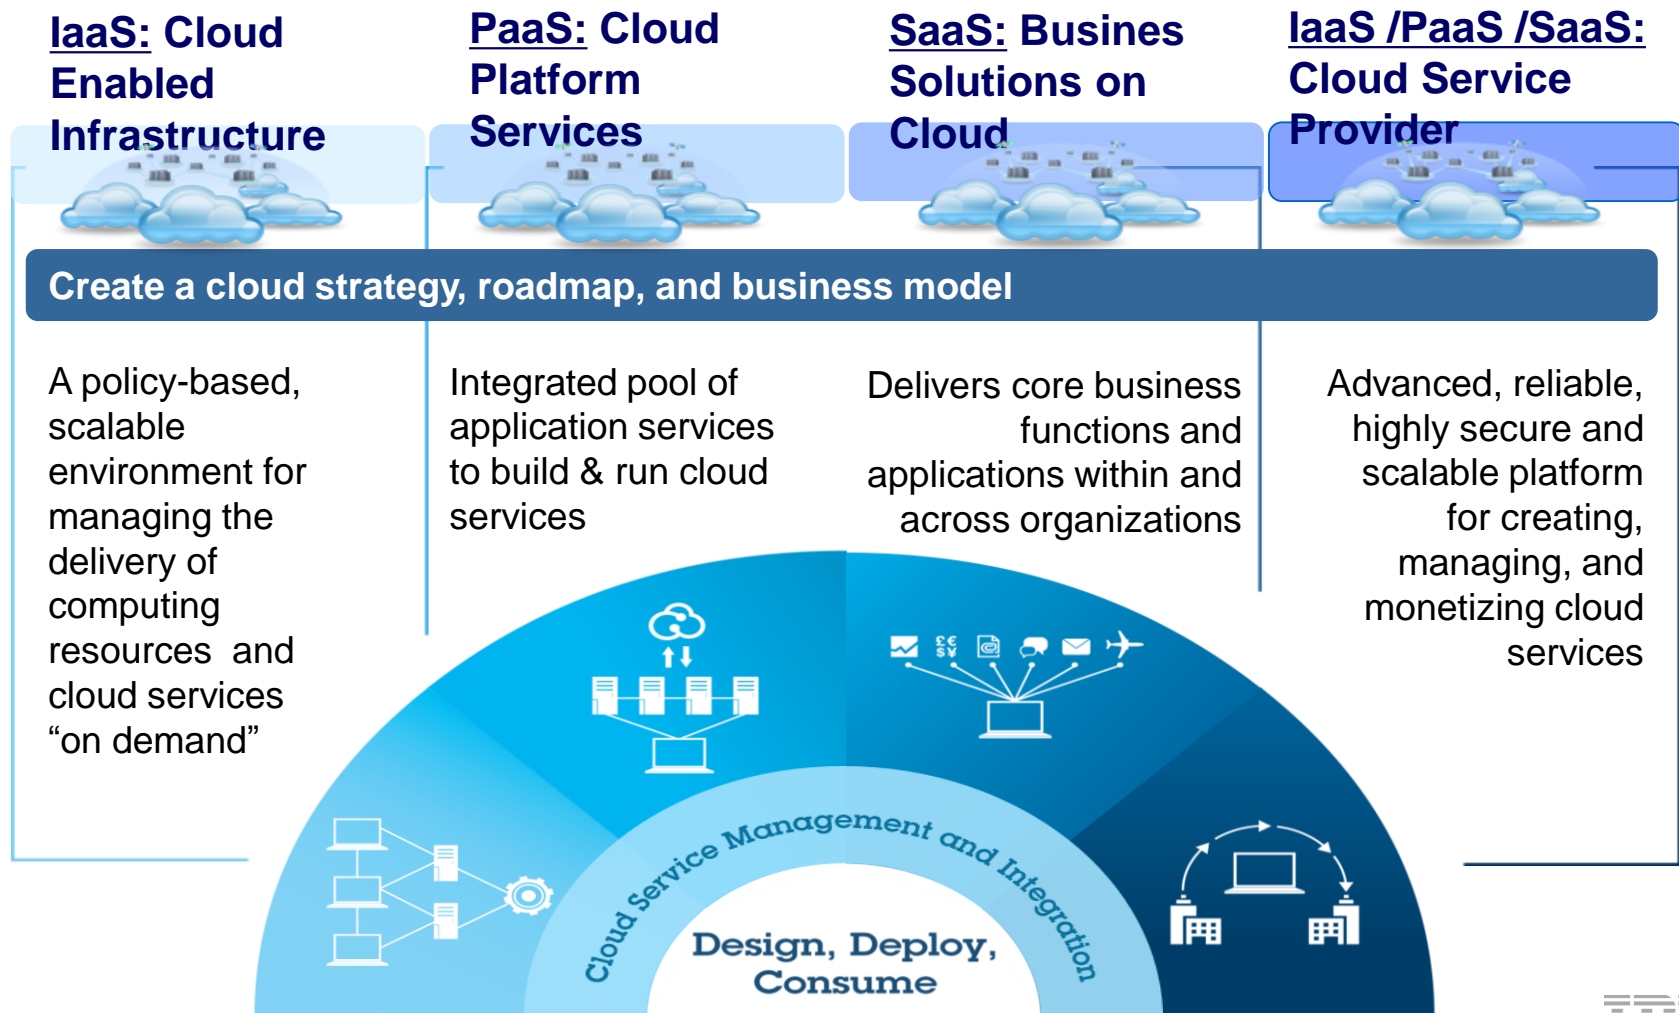 IaaS: Cloud
Enabled
Infrastructure
PaaS: Cloud
Platform
Services
SaaS: Busines
Solutions on
Cloud
IaaS /PaaS /SaaS:
Cloud Service
Provider
Create a cloud strategy, roadmap, and business model
A policy-based,
scalable
environment for
managing the
delivery of
computing
resources  and
cloud services
“on demand”
Integrated pool of
application services
to build & run cloud
services
Delivers core business
functions and
applications within and
across organizations
Advanced, reliable,
highly secure and
scalable platform
for creating,
managing, and
monetizing cloud
services
£€
$¥
@
Cloud Service Management and Integration
Design, Deploy,
Consume